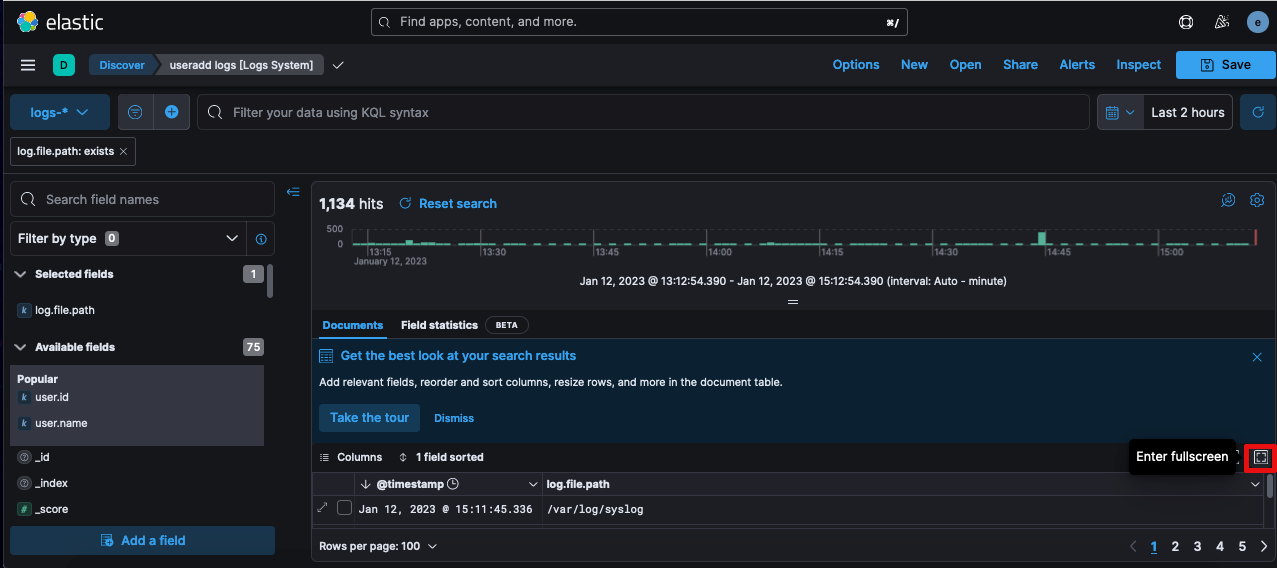 elastic
Find apps, content, and more.
⌘/
e
D
Discover
useradd logs [Logs System]
Options
New
Open
Share
Alerts
Inspect
Save
logs-*
Filter your data using KQL syntax
Last 2 hours
log.file.path: exists ×
Search field names
Filter by type 0
Selected fields 1
k log.file.path
Available fields 75
Popular
k user.id
k user.name
_id
_index
# _score
Add a field
1,134 hits
Reset search
500
0
13:15 13:30 13:45 14:00 14:15 14:30 14:45 15:00
January 12, 2023
Jan 12, 2023 @ 13:12:54.390 - Jan 12, 2023 @ 15:12:54.390 (interval: Auto - minute)
Documents
Field statistics BETA
Get the best look at your search results
Add relevant fields, reorder and sort columns, resize rows, and more in the document table.
Take the tour
Dismiss
Columns
1 field sorted
Enter fullscreen
@timestamp
log.file.path
Jan 12, 2023 @ 15:11:45.336
/var/log/syslog
Rows per page: 100
1 2 3 4 5